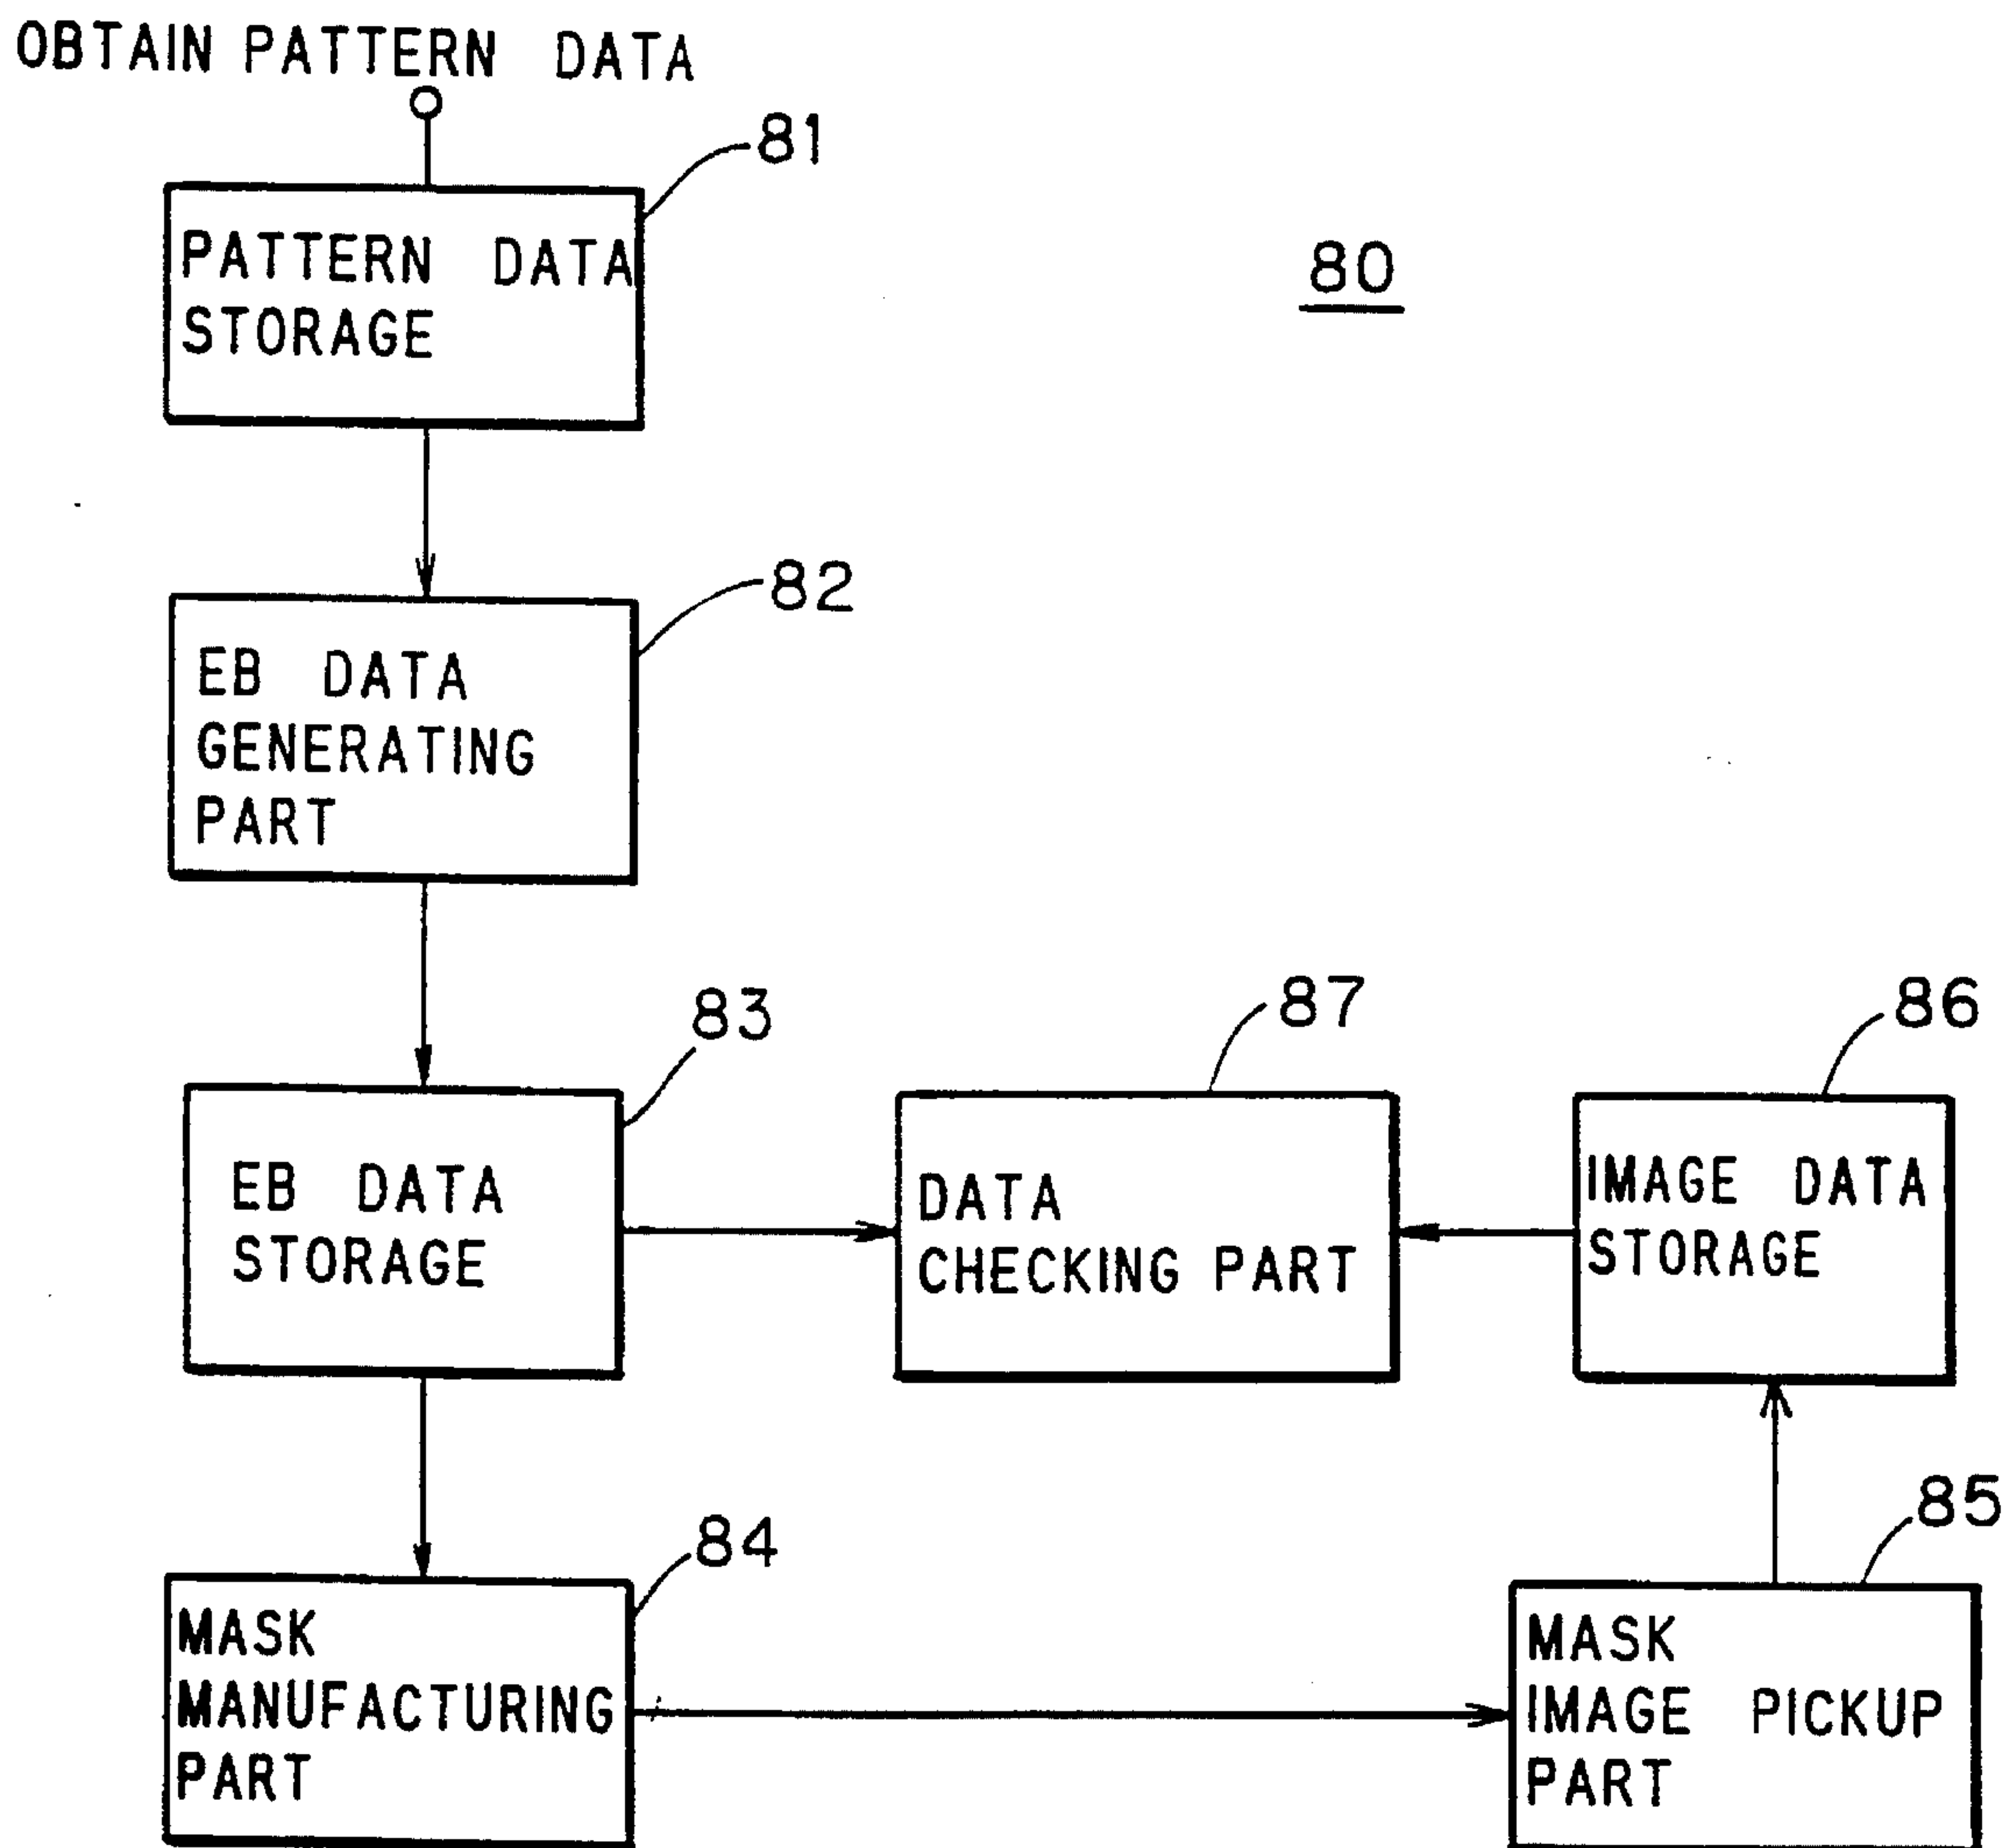 OBTAIN PATTERN DATA
81
PATTERN DATA
STORAGE
80
82
EB DATA
GENERATING
PART
83
EB DATA
STORAGE
87
DATA
CHECKING PART
86
IMAGE DATA
STORAGE
84
MASK
MANUFACTURING
PART
85
MASK
IMAGE PICKUP
PART